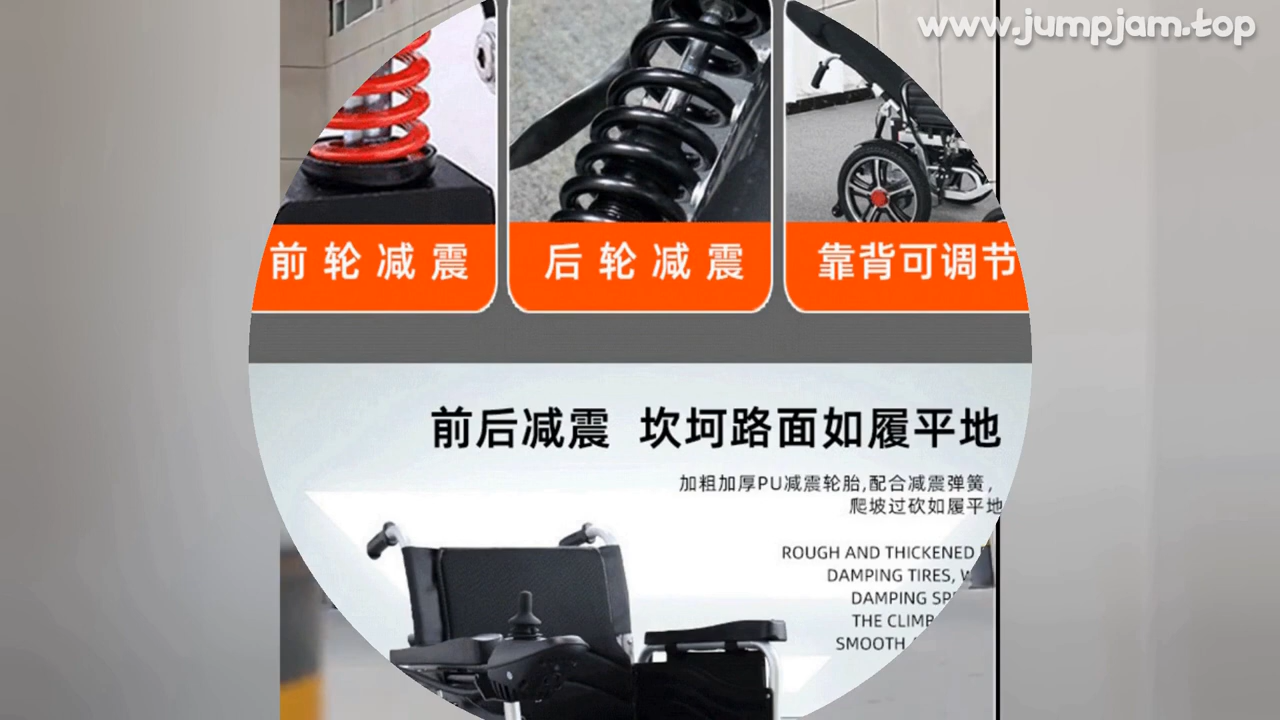 www.jumpjam.top
前轮减震
后轮减震
靠背可调节
前后减震 坎坷路面如履平地
加粗加厚PU减震轮胎,配合减震弹簧,
爬坡过砍如履平地
ROUGH AND THICKENED
DAMPING TIRES,
DAMPING
THE
SMOOTH